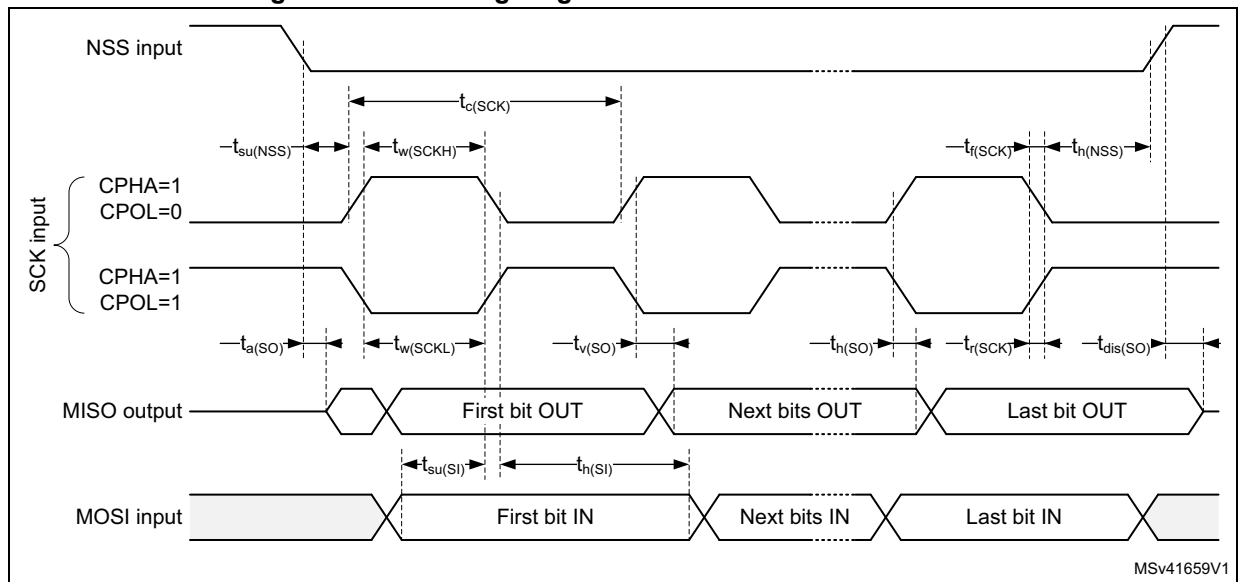 NSS input
tc(SCK)
tsu(NSS)
tw(SCKH)
tf(SCK)
th(NSS)
SCK input
CPHA=1
CPOL=0
CPHA=1
CPOL=1
ta(SO)
tw(SCKL)
tv(SO)
th(SO)
tr(SCK)
tdis(SO)
MISO output
First bit OUT
Next bits OUT
Last bit OUT
tsu(SI)
th(SI)
MOSI input
First bit IN
Next bits IN
Last bit IN
MSv41659V1